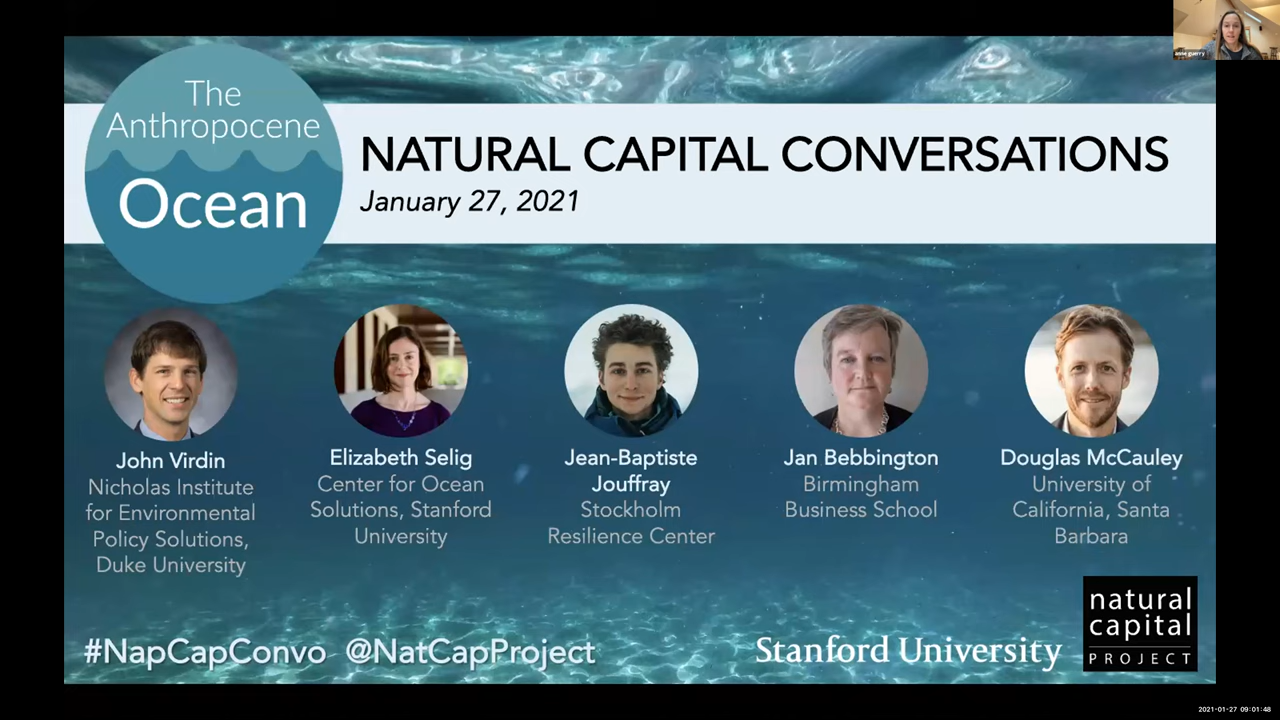 anne guerry
The
Anthropocene
Ocean
NATURAL CAPITAL CONVERSATIONS
January 27, 2021
John Virdin
Nicholas Institute
for Environmental
Policy Solutions,
Duke University
Elizabeth Selig
Center for Ocean
Solutions, Stanford
University
Jean-Baptiste
Jouffray
Stockholm
Resilience Center
Jan Bebbington
Birmingham
Business School
Douglas McCauley
University of
California, Santa
Barbara
#NapCapConvo @NatCapProject
Stanford University
natural
capital
PROJECT
2021-01-27 09:01:48